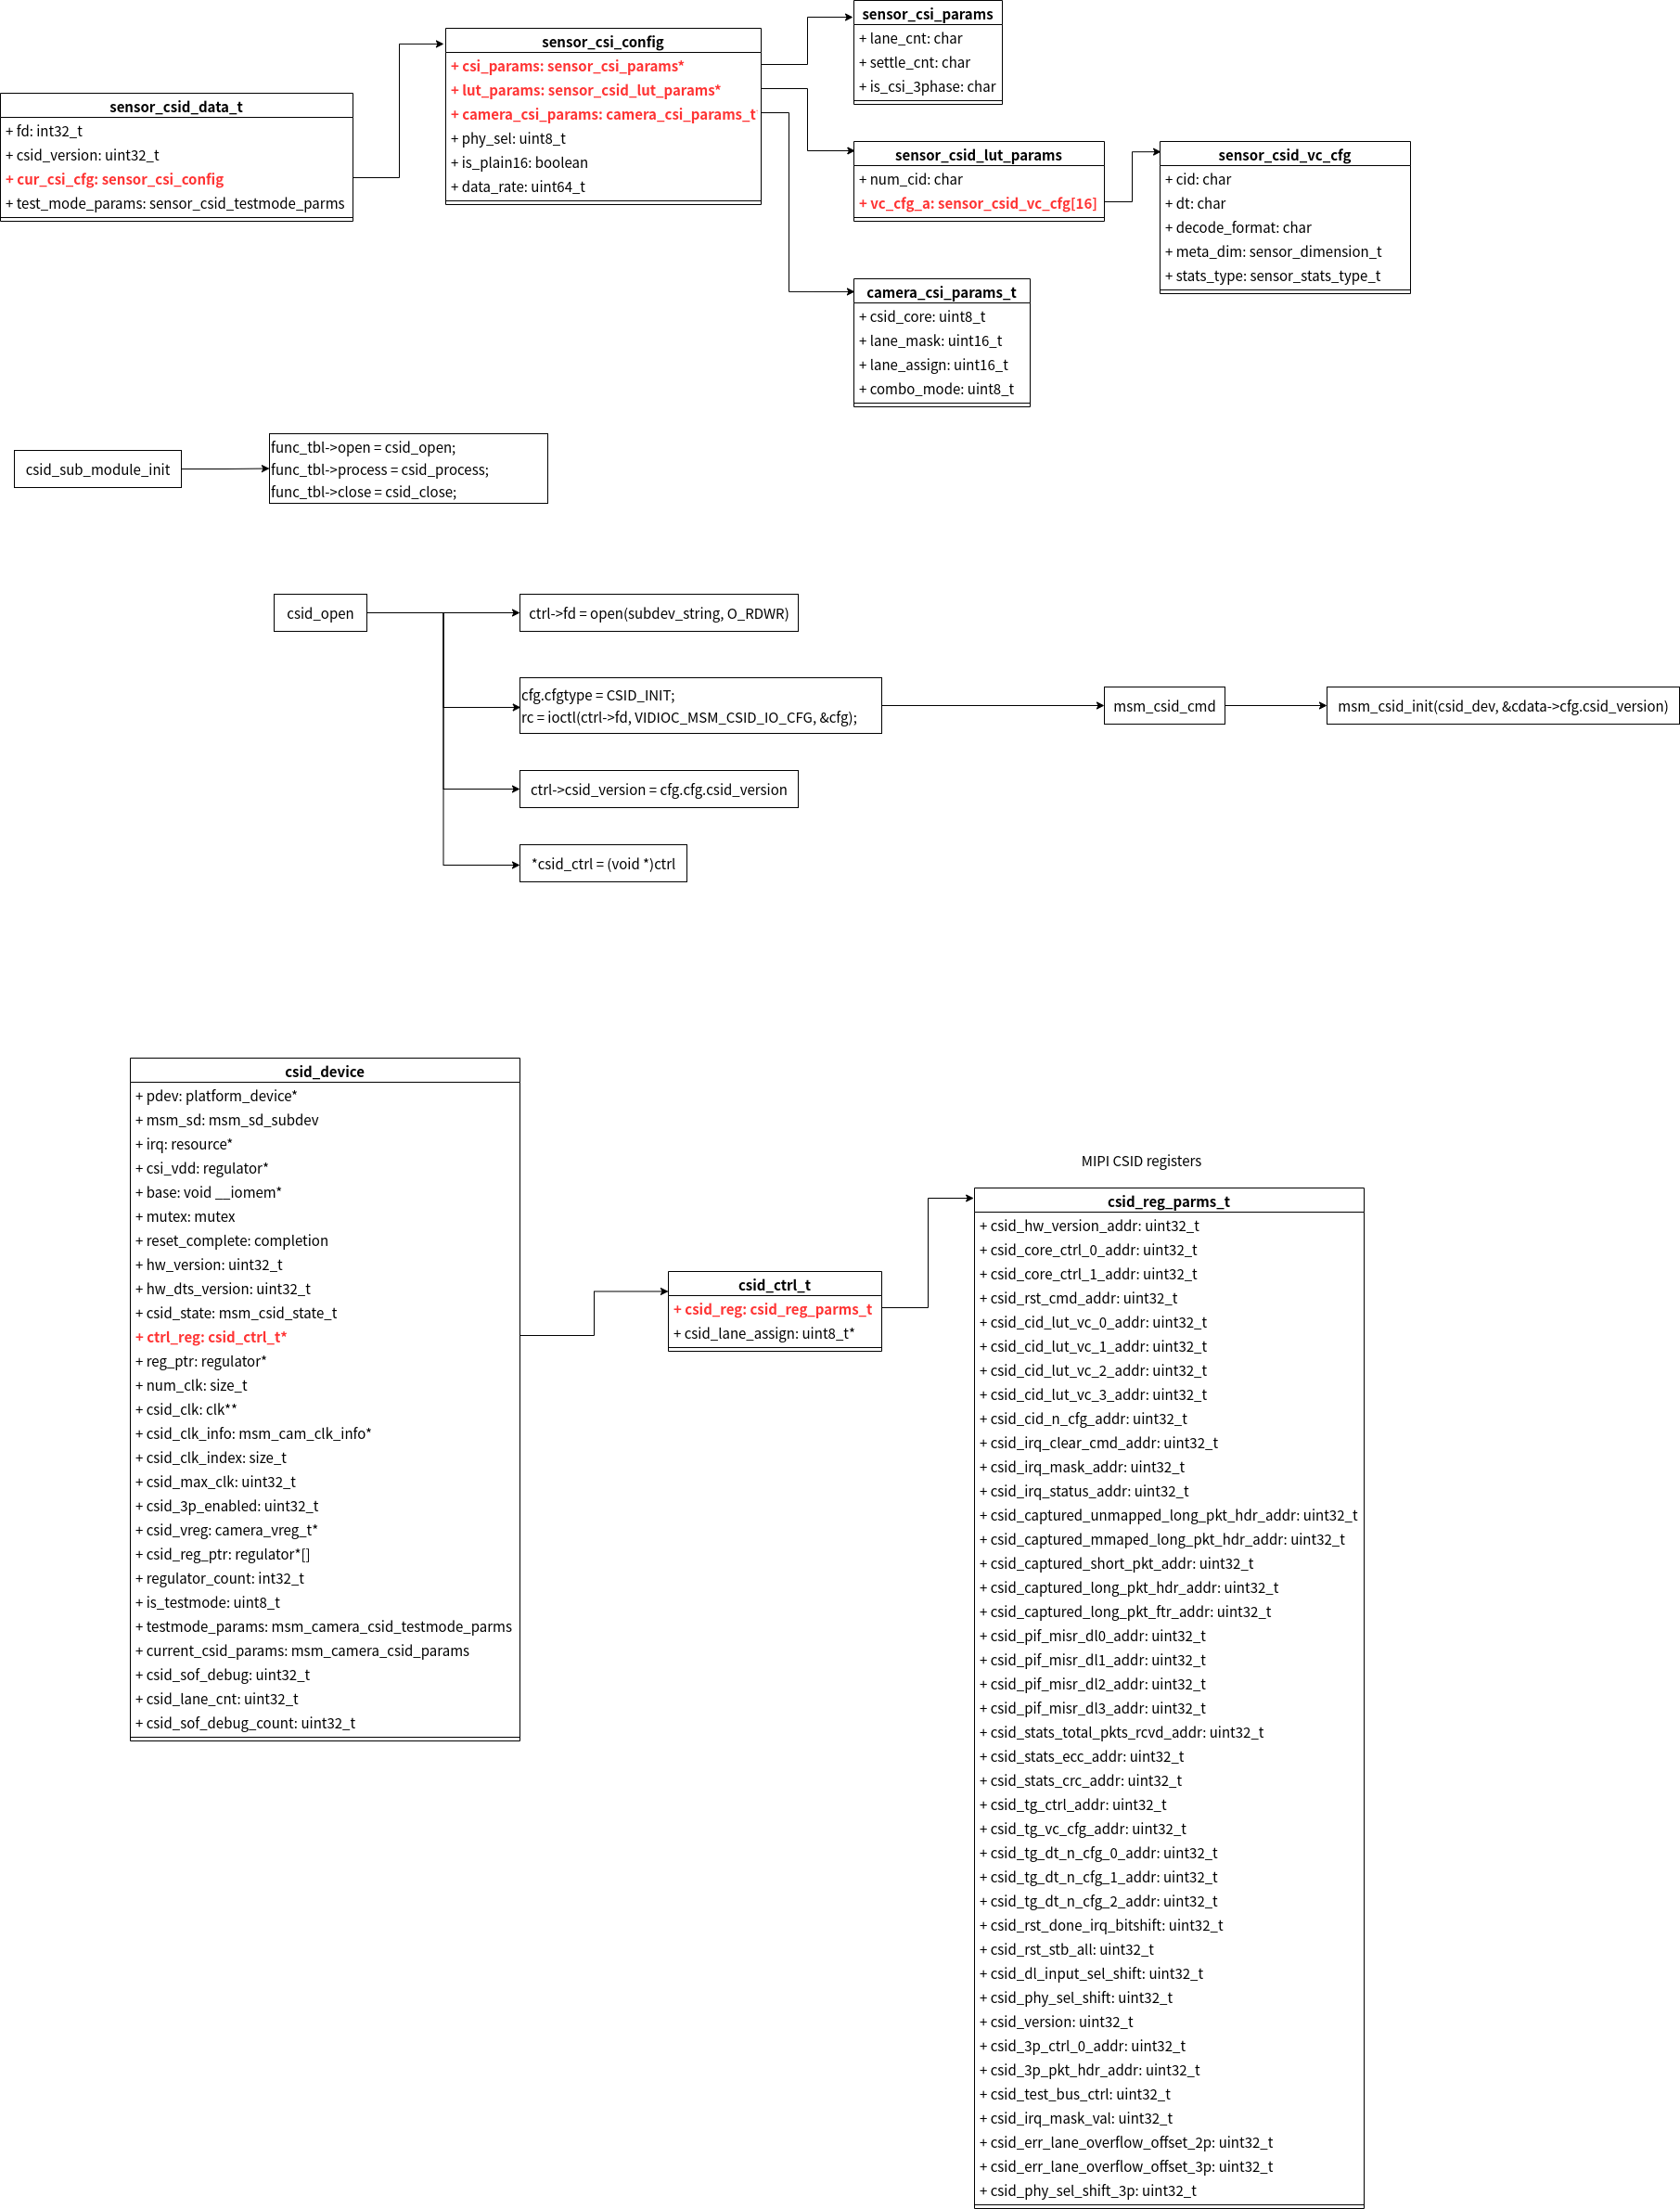 sensor_csid_data_t
+ fd: int32_t
+ csid_version: uint32_t
+ cur_csi_cfg: sensor_csi_config
+ test_mode_params: sensor_csid_testmode_parms
sensor_csi_config
+ csi_params: sensor_csi_params*
+ lut_params: sensor_csid_lut_params*
+ camera_csi_params: camera_csi_params_t
+ phy_sel: uint8_t
+ is_plain16: boolean
+ data_rate: uint64_t
sensor_csi_params
+ lane_cnt: char
+ settle_cnt: char
+ is_csi_3phase: char
sensor_csid_lut_params
+ num_cid: char
+ vc_cfg_a: sensor_csid_vc_cfg[16]
sensor_csid_vc_cfg
+ cid: char
+ dt: char
+ decode_format: char
+ meta_dim: sensor_dimension_t
+ stats_type: sensor_stats_type_t
camera_csi_params_t
+ csid_core: uint8_t
+ lane_mask: uint16_t
+ lane_assign: uint16_t
+ combo_mode: uint8_t
csid_sub_module_init
func_tbl->open = csid_open;
func_tbl->process = csid_process;
func_tbl->close = csid_close;
csid_open
ctrl->fd = open(subdev_string, O_RDWR)
cfg.cfgtype = CSID_INIT;
rc = ioctl(ctrl->fd, VIDIOC_MSM_CSID_IO_CFG, &cfg);
msm_csid_cmd
msm_csid_init(csid_dev, &cdata->cfg.csid_version)
ctrl->csid_version = cfg.cfg.csid_version
*csid_ctrl = (void *)ctrl
csid_device
+ pdev: platform_device*
+ msm_sd: msm_sd_subdev
+ irq: resource*
+ csi_vdd: regulator*
+ base: void __iomem*
+ mutex: mutex
+ reset_complete: completion
+ hw_version: uint32_t
+ hw_dts_version: uint32_t
+ csid_state: msm_csid_state_t
+ ctrl_reg: csid_ctrl_t*
+ reg_ptr: regulator*
+ num_clk: size_t
+ csid_clk: clk**
+ csid_clk_info: msm_cam_clk_info*
+ csid_clk_index: size_t
+ csid_max_clk: uint32_t
+ csid_3p_enabled: uint32_t
+ csid_vreg: camera_vreg_t*
+ csid_reg_ptr: regulator*[]
+ regulator_count: int32_t
+ is_testmode: uint8_t
+ testmode_params: msm_camera_csid_testmode_parms
+ current_csid_params: msm_camera_csid_params
+ csid_sof_debug: uint32_t
+ csid_lane_cnt: uint32_t
+ csid_sof_debug_count: uint32_t
csid_ctrl_t
+ csid_reg: csid_reg_parms_t
+ csid_lane_assign: uint8_t*
MIPI CSID registers
csid_reg_parms_t
+ csid_hw_version_addr: uint32_t
+ csid_core_ctrl_0_addr: uint32_t
+ csid_core_ctrl_1_addr: uint32_t
+ csid_rst_cmd_addr: uint32_t
+ csid_cid_lut_vc_0_addr: uint32_t
+ csid_cid_lut_vc_1_addr: uint32_t
+ csid_cid_lut_vc_2_addr: uint32_t
+ csid_cid_lut_vc_3_addr: uint32_t
+ csid_cid_n_cfg_addr: uint32_t
+ csid_irq_clear_cmd_addr: uint32_t
+ csid_irq_mask_addr: uint32_t
+ csid_irq_status_addr: uint32_t
+ csid_captured_unmapped_long_pkt_hdr_addr: uint32_t
+ csid_captured_mmaped_long_pkt_hdr_addr: uint32_t
+ csid_captured_short_pkt_addr: uint32_t
+ csid_captured_long_pkt_hdr_addr: uint32_t
+ csid_captured_long_pkt_ftr_addr: uint32_t
+ csid_pif_misr_dl0_addr: uint32_t
+ csid_pif_misr_dl1_addr: uint32_t
+ csid_pif_misr_dl2_addr: uint32_t
+ csid_pif_misr_dl3_addr: uint32_t
+ csid_stats_total_pkts_rcvd_addr: uint32_t
+ csid_stats_ecc_addr: uint32_t
+ csid_stats_crc_addr: uint32_t
+ csid_tg_ctrl_addr: uint32_t
+ csid_tg_vc_cfg_addr: uint32_t
+ csid_tg_dt_n_cfg_0_addr: uint32_t
+ csid_tg_dt_n_cfg_1_addr: uint32_t
+ csid_tg_dt_n_cfg_2_addr: uint32_t
+ csid_rst_done_irq_bitshift: uint32_t
+ csid_rst_stb_all: uint32_t
+ csid_dl_input_sel_shift: uint32_t
+ csid_phy_sel_shift: uint32_t
+ csid_version: uint32_t
+ csid_3p_ctrl_0_addr: uint32_t
+ csid_3p_pkt_hdr_addr: uint32_t
+ csid_test_bus_ctrl: uint32_t
+ csid_irq_mask_val: uint32_t
+ csid_err_lane_overflow_offset_2p: uint32_t
+ csid_err_lane_overflow_offset_3p: uint32_t
+ csid_phy_sel_shift_3p: uint32_t